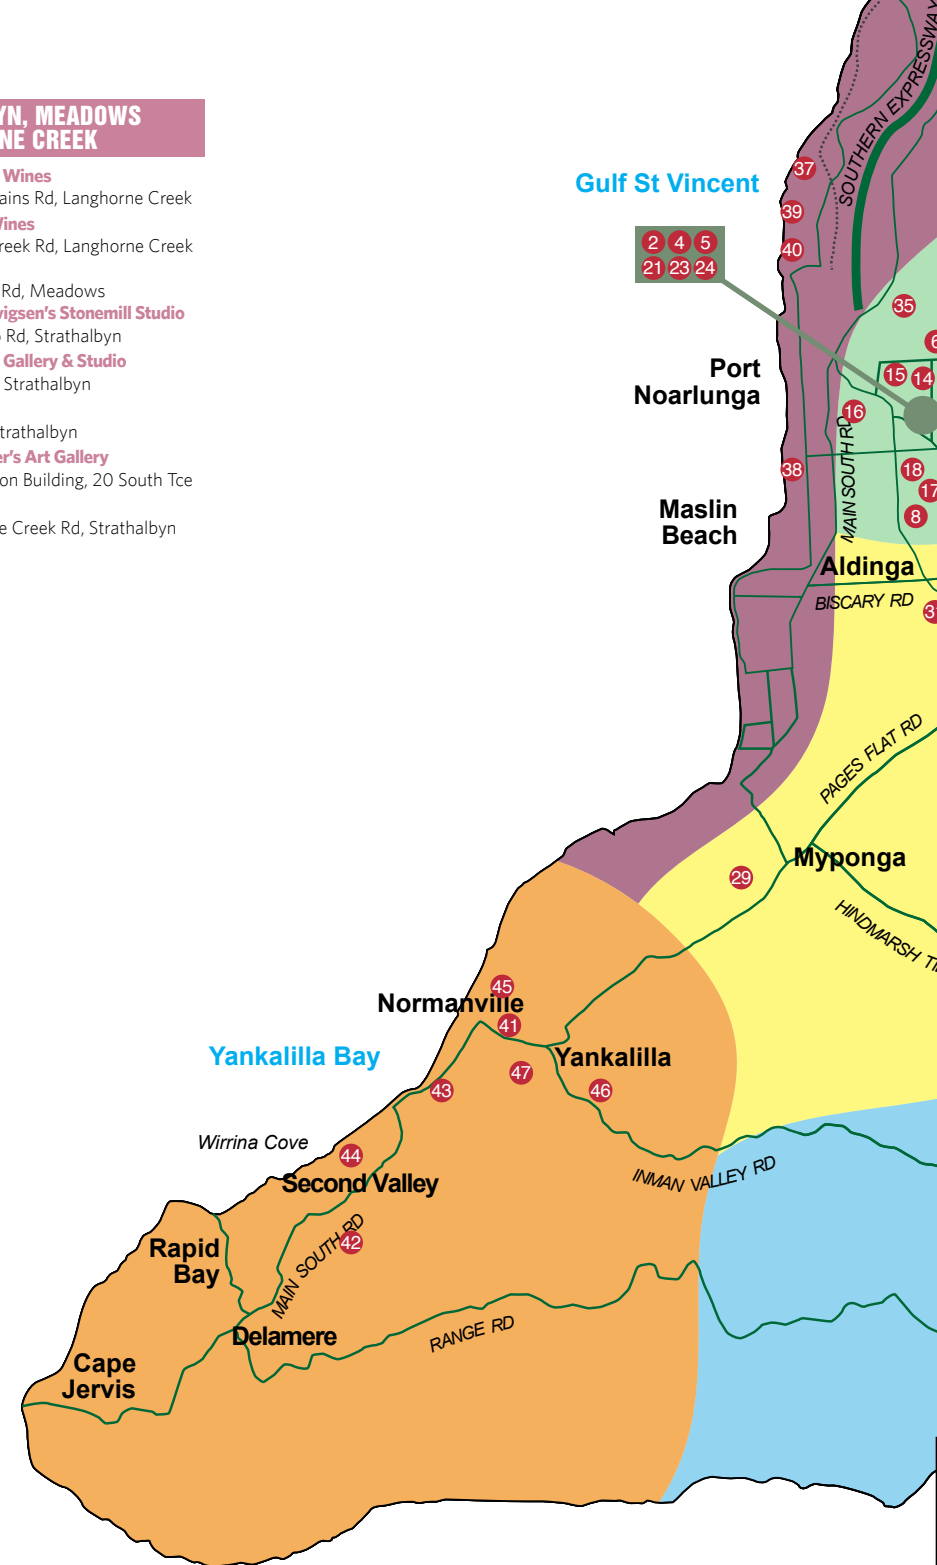 YN, MEADOWS
NE CREEK
Wines
ains Rd, Langhorne Creek
Wines
reek Rd, Langhorne Creek
Rd, Meadows
vigsen's Stonemill Studio
Rd, Strathalbyn
Gallery & Studio
Strathalbyn
trathalbyn
er's Art Gallery
on Building, 20 South Tce
e Creek Rd, Strathalbyn
SOUTHERN EXPRESSWAY
37
Gulf St Vincent
39
2 4 5
40
21 23 24
35
6
Port
Noarlunga
15 14
16
MAIN SOUTH RD
38
18
17
Maslin
Beach
8
Aldinga
BISCARY RD
31
PAGES FLAT RD
Myponga
29
HINDMARSH TI
45
Normanville
41
Yankalilla Bay
Yankalilla
47
43
46
Wirrina Cove
44
Second Valley
INMAN VALLEY RD
Rapid
Bay
MAIN SOUTH RD
42
Delamere
RANGE RD
Cape
Jervis